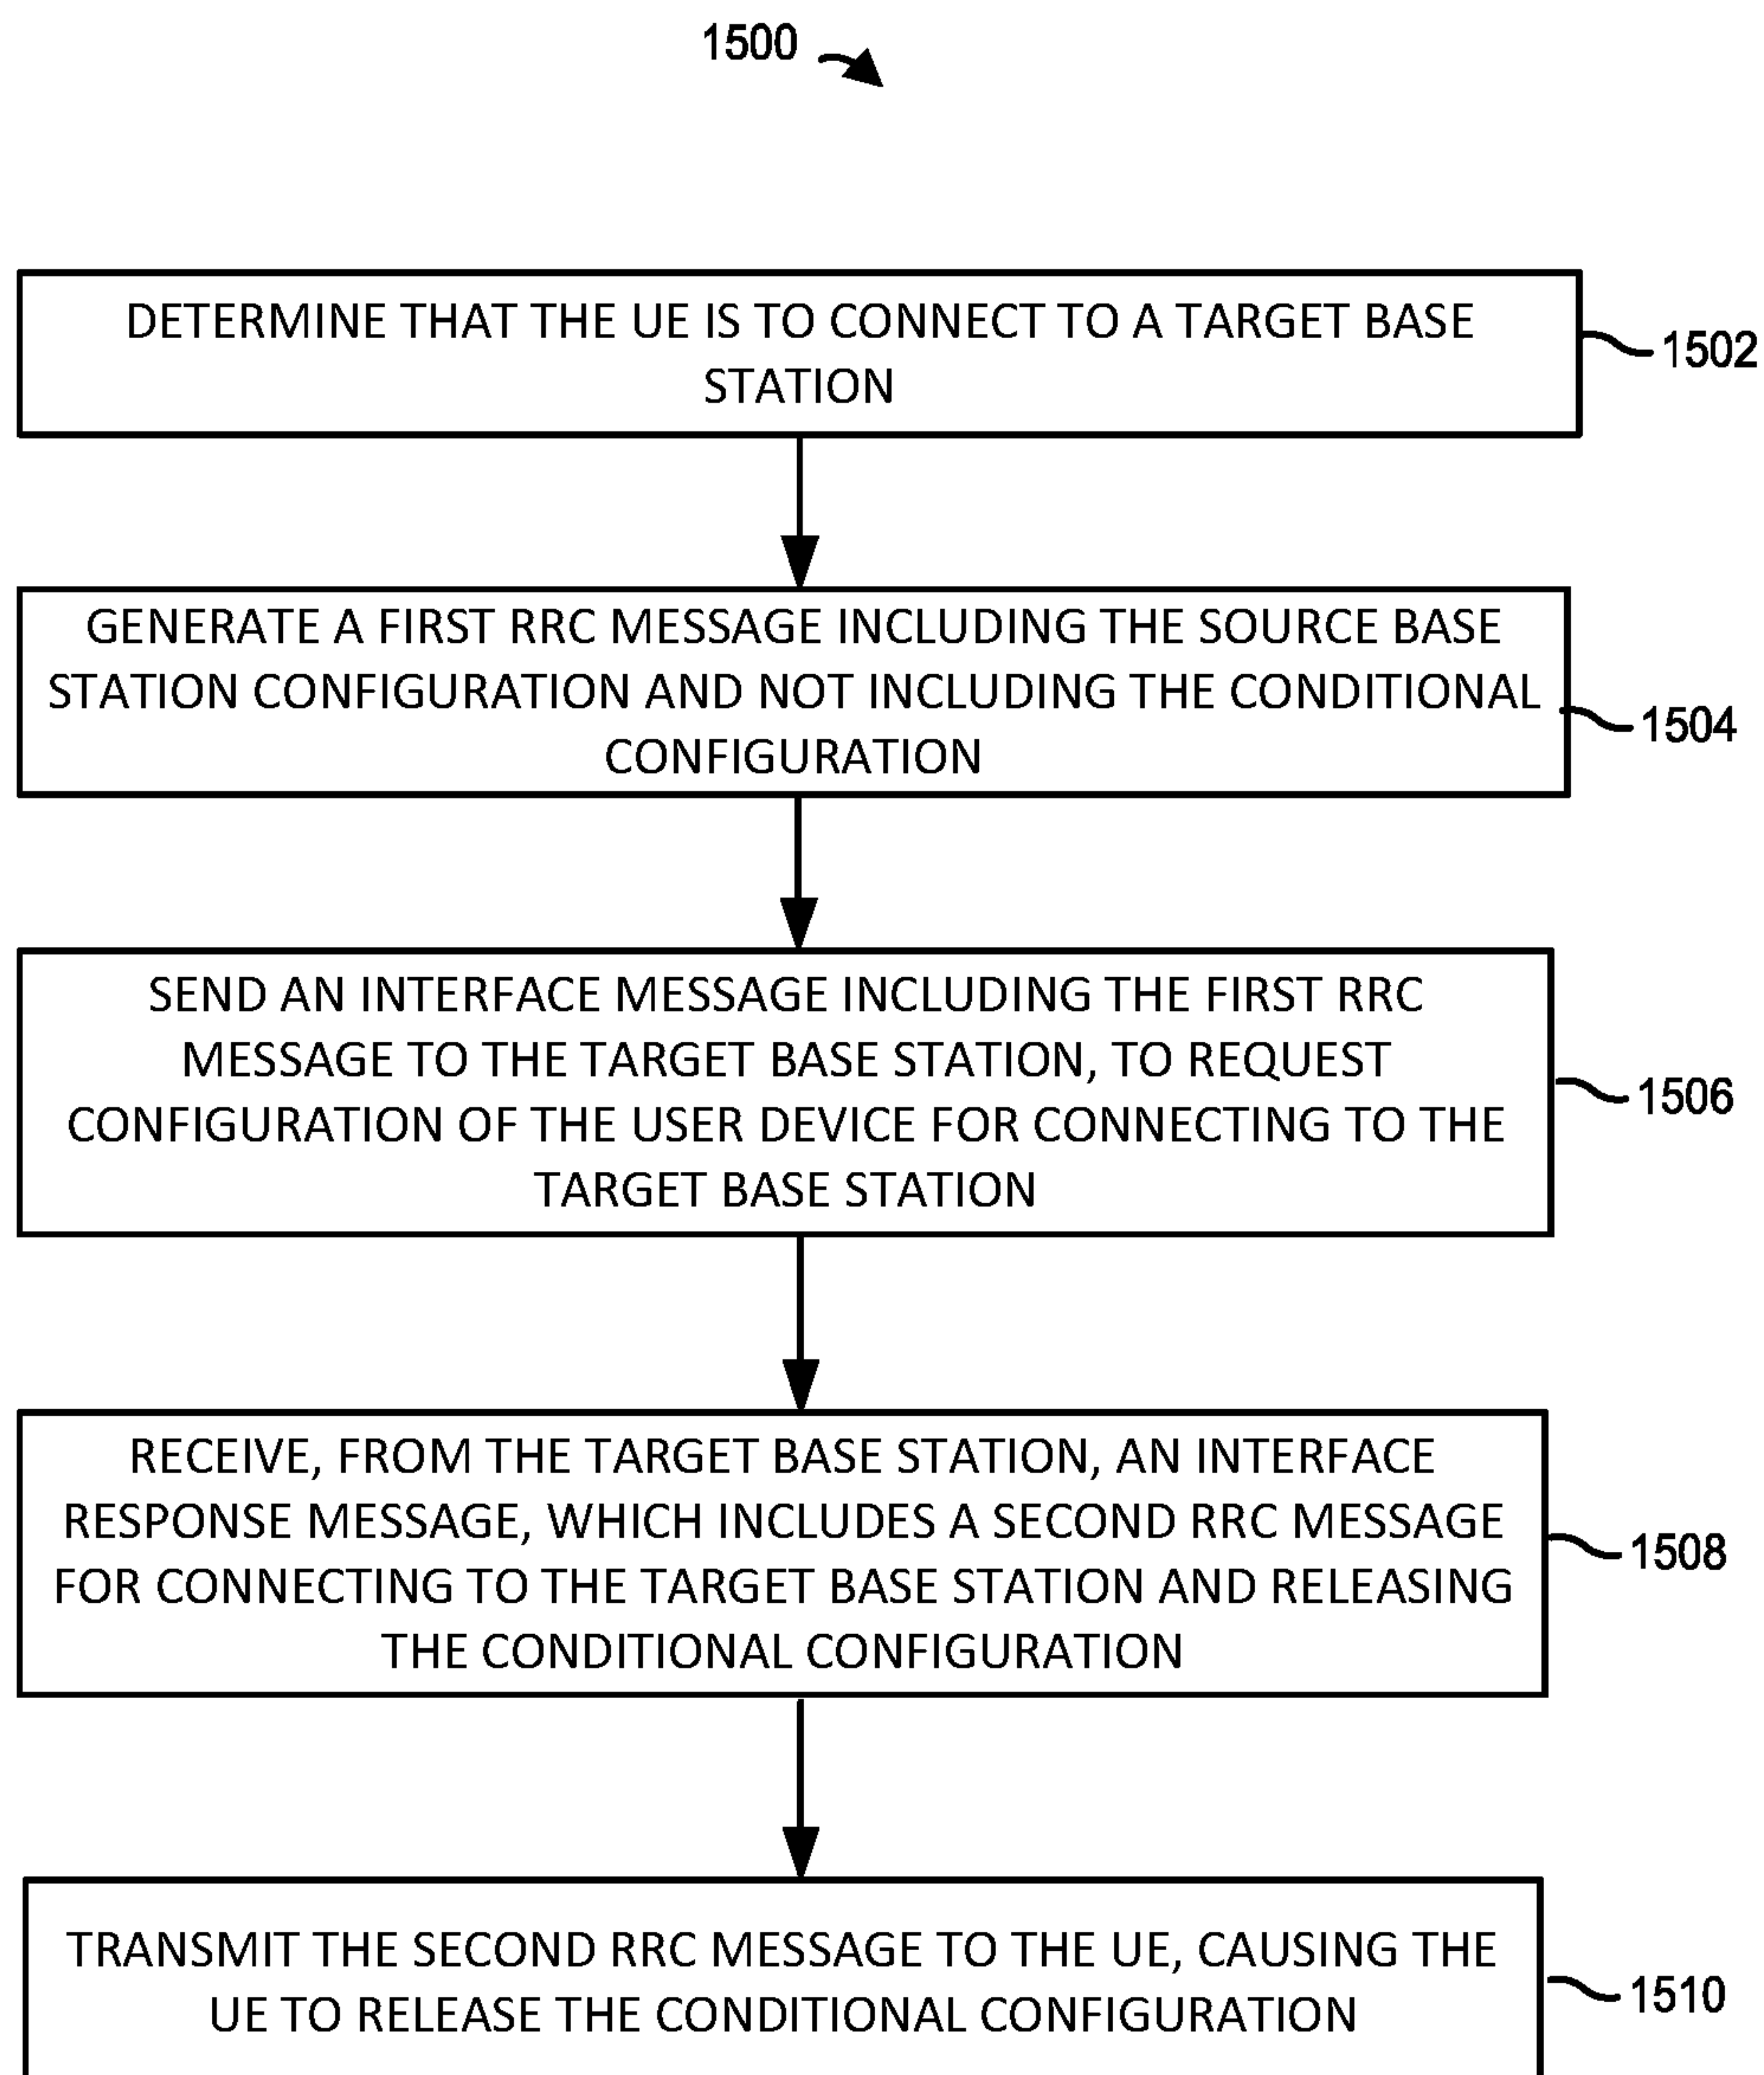 1500
DETERMINE THAT THE UE IS TO CONNECT TO A TARGET BASE
STATION
1502
GENERATE A FIRST RRC MESSAGE INCLUDING THE SOURCE BASE
STATION CONFIGURATION AND NOT INCLUDING THE CONDITIONAL
CONFIGURATION
1504
SEND AN INTERFACE MESSAGE INCLUDING THE FIRST RRC
MESSAGE TO THE TARGET BASE STATION, TO REQUEST
CONFIGURATION OF THE USER DEVICE FOR CONNECTING TO THE
TARGET BASE STATION
1506
RECEIVE, FROM THE TARGET BASE STATION, AN INTERFACE
RESPONSE MESSAGE, WHICH INCLUDES A SECOND RRC MESSAGE
FOR CONNECTING TO THE TARGET BASE STATION AND RELEASING
THE CONDITIONAL CONFIGURATION
1508
TRANSMIT THE SECOND RRC MESSAGE TO THE UE, CAUSING THE
UE TO RELEASE THE CONDITIONAL CONFIGURATION
1510